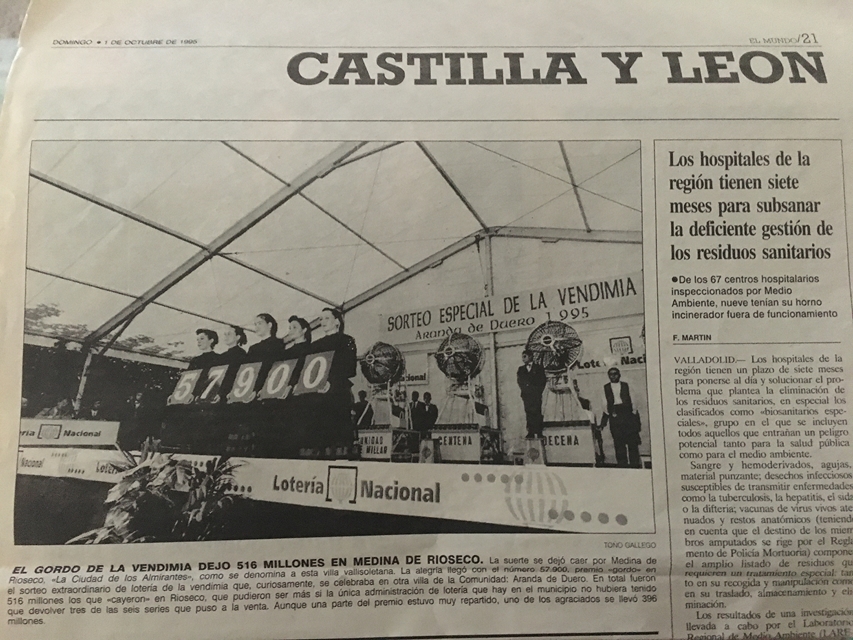 DOMINGO • 1 DE OCTUBRE DE 1995
EL MUNDO/21
CASTILLA Y LEON
SORTEO ESPECIAL DE LA VENDIMIA
Aranda de Duero 1.995
57900
Nacional
Lote
ería Nacional
Nacional
Lotería
UNIDAD
MILLAR
CENTENA
DECENA
Lotería Nacional
TONO GALLEGO
EL GORDO DE LA VENDIMIA DEJO 516 MILLONES EN MEDINA DE RIOSECO. La suerte se dejó caer por Medina de
Rioseco, «La Ciudad de los Almirantes», como se denomina a esta villa vallisoletana. La alegría llegó con el número 57.900, premio «gordo» en
el sorteo extraordinario de lotería de la vendimia que, curiosamente, se celebraba en otra villa de la Comunidad: Aranda de Duero. En total fueron
516 millones los que «cayeron» en Rioseco, que pudieron ser más si la única administración de lotería que hay en el municipio no hubiera tenido
que devolver tres de las seis series que puso a la venta. Aunque una parte del premio estuvo muy repartido, uno de los agraciados se llevó 396
millones.
Los hospitales de la
región tienen siete
meses para subsanar
la deficiente gestión de
los residuos sanitarios
●De los 67 centros hospitalarios
inspeccionados por Medio
Ambiente, nueve tenían su horno
incinerador fuera de funcionamiento
F. MARTIN
VALLADOLID.— Los hospitales de la
región tienen un plazo de siete meses
para ponerse al día y solucionar el pro-
blema que plantea la eliminación de
los residuos sanitarios, en especial los
clasificados como «biosanitarios espe-
ciales», grupo en el que se incluyen
todos aquellos que entrañan un peligro
potencial tanto para la salud pública
como para el medio ambiente.
Sangre y hemoderivados, agujas,
material punzante; desechos infecciosos
susceptibles de transmitir enfermedades
como la tuberculosis, la hepatitis, el sida
o la difteria; vacunas de virus vivos ate-
nuados y restos anatómicos (teniendo
en cuenta que el destino de los miem-
bros amputados se rige por el Regla-
mento de Policía Mortuoria) compone
el amplio listado de residuos que
requieren un tratamiento especial tan-
to en su recogida y manipulación como
en su traslado, almacenamiento y eli-
minación.
Los resultados de una investigación
llevada a cabo por el Laboratorio
Regional de Medio Ambiente